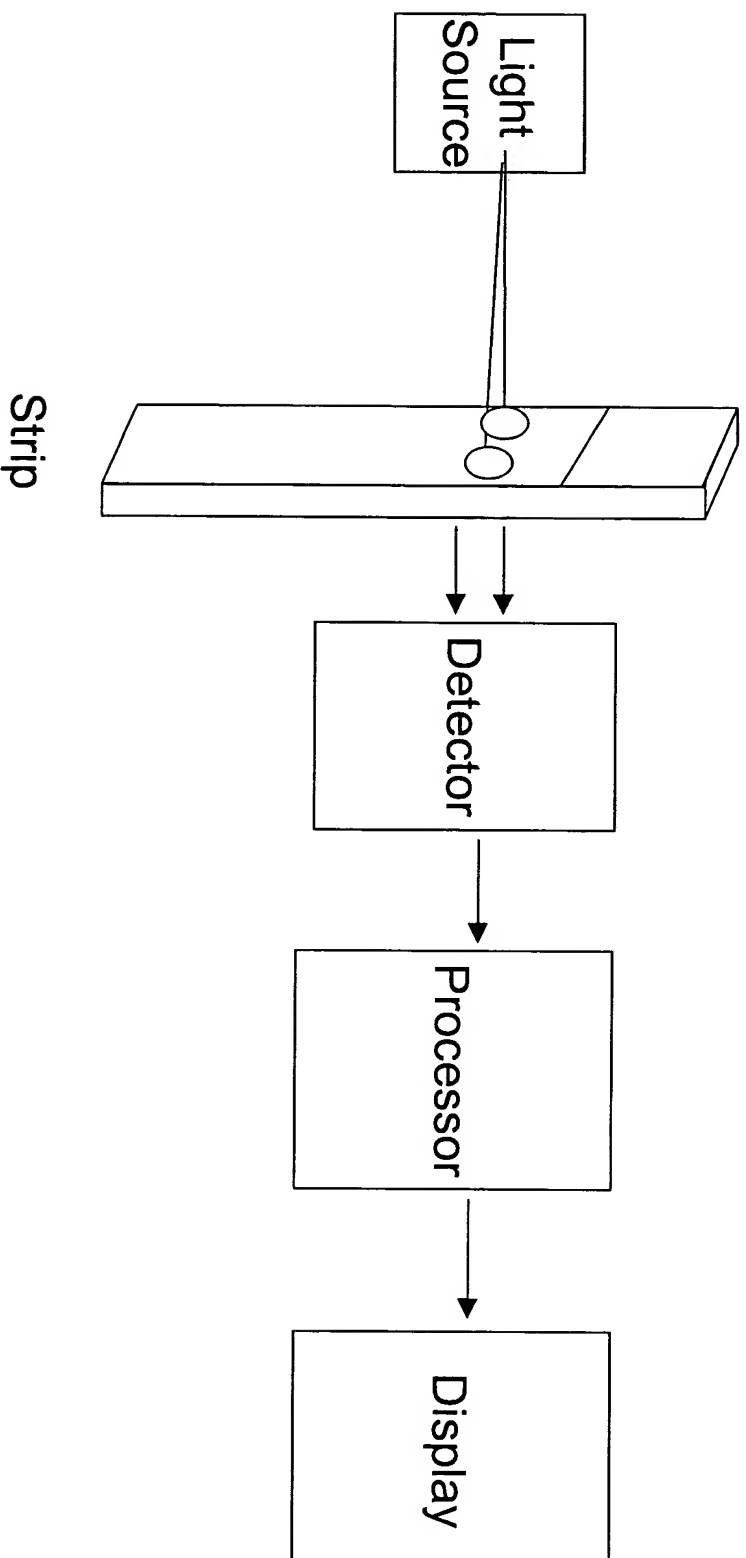 Light
Source
Strip
Detector
Processor
Display